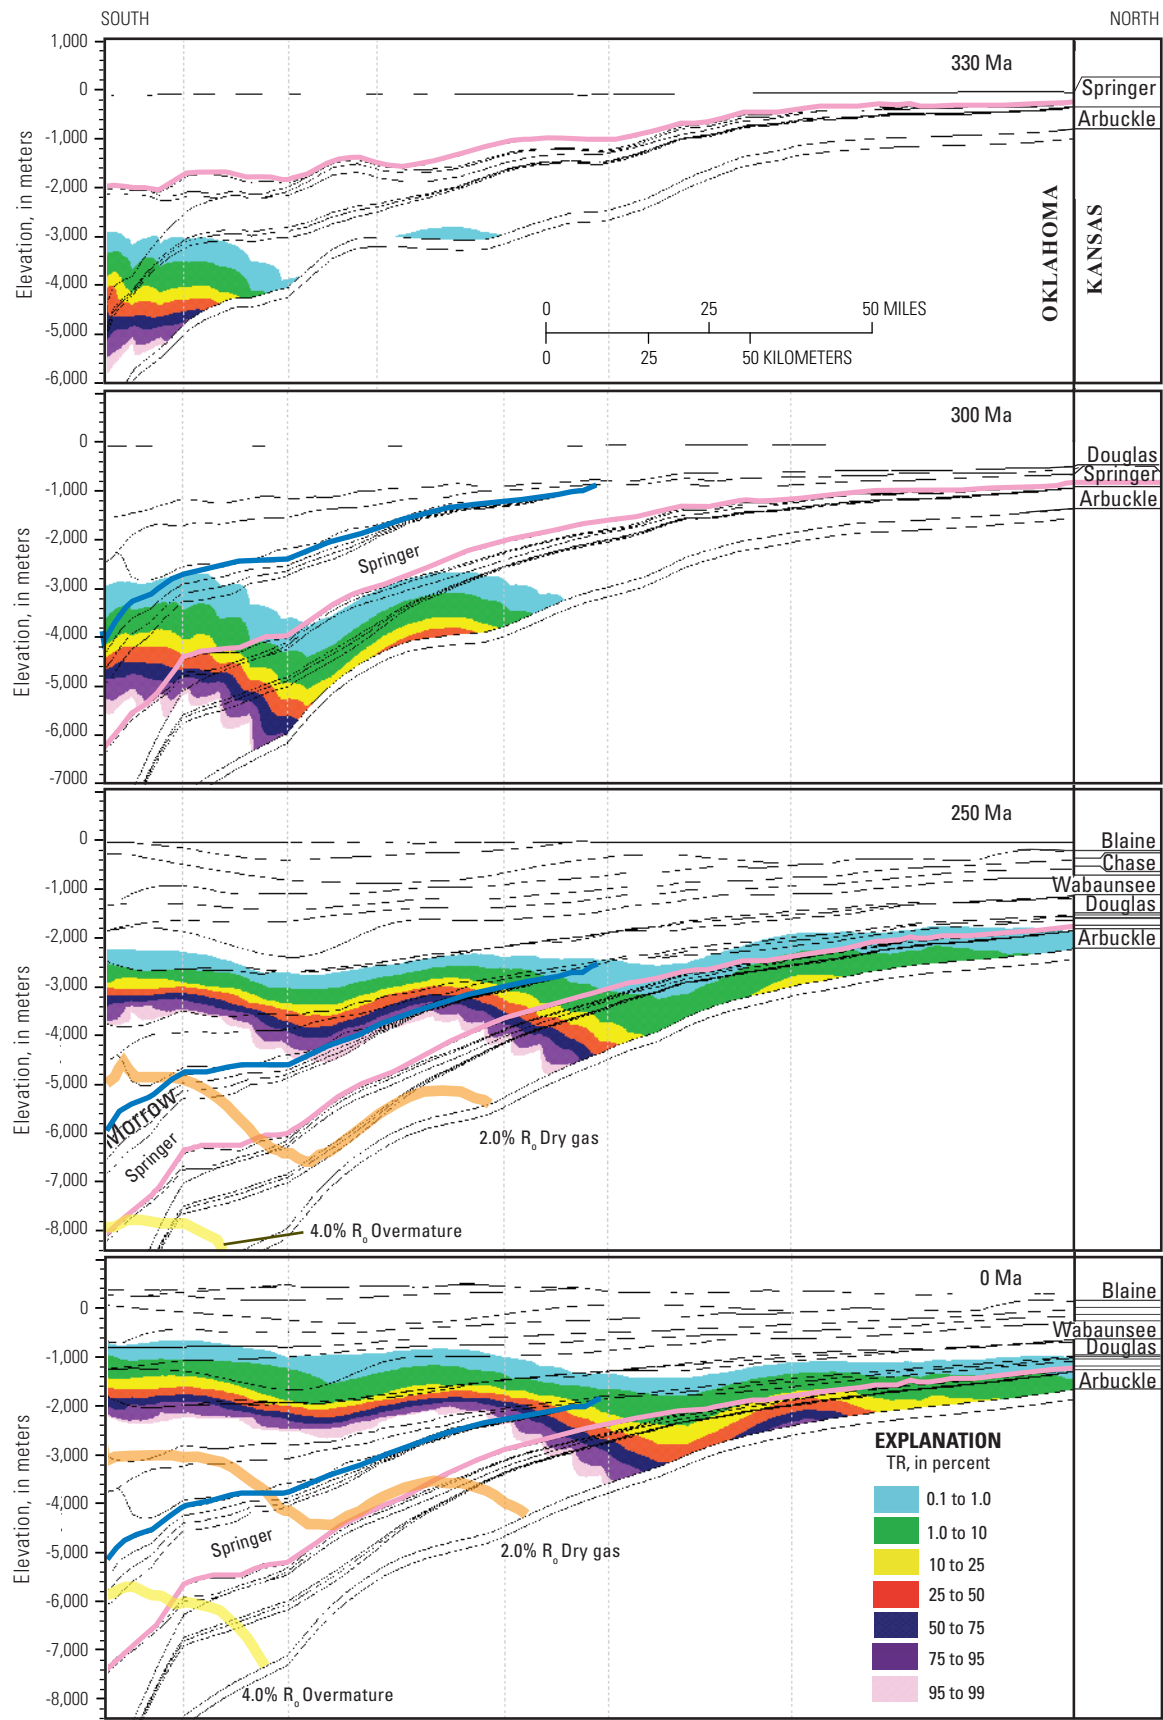 SOUTH
NORTH
1,000
0
-1,000
-2,000
-3,000
-4,000
-5,000
-6,000
Elevation, in meters
330 Ma
Springer
Arbuckle
OKLAHOMA
KANSAS
0 25 50 MILES
0 25 50 KILOMETERS
0
-1,000
-2,000
-3,000
-4,000
-5,000
-6,000
-7000
Elevation, in meters
300 Ma
Douglas
Springer
Arbuckle
Springer
0
-1,000
-2,000
-3,000
-4,000
-5,000
-6,000
-7,000
-8,000
Elevation, in meters
250 Ma
Blaine
Chase
Wabaunsee
Douglas
Arbuckle
Morrow
Springer
2.0% Ro Dry gas
4.0% Ro Overmature
0
-1,000
-2,000
-3,000
-4,000
-5,000
-6,000
-7,000
-8,000
Elevation, in meters
0 Ma
Blaine
Wabaunsee
Douglas
Arbuckle
Springer
2.0% Ro Dry gas
4.0% Ro Overmature
EXPLANATION
TR, in percent
0.1 to 1.0
1.0 to 10
10 to 25
25 to 50
50 to 75
75 to 95
95 to 99